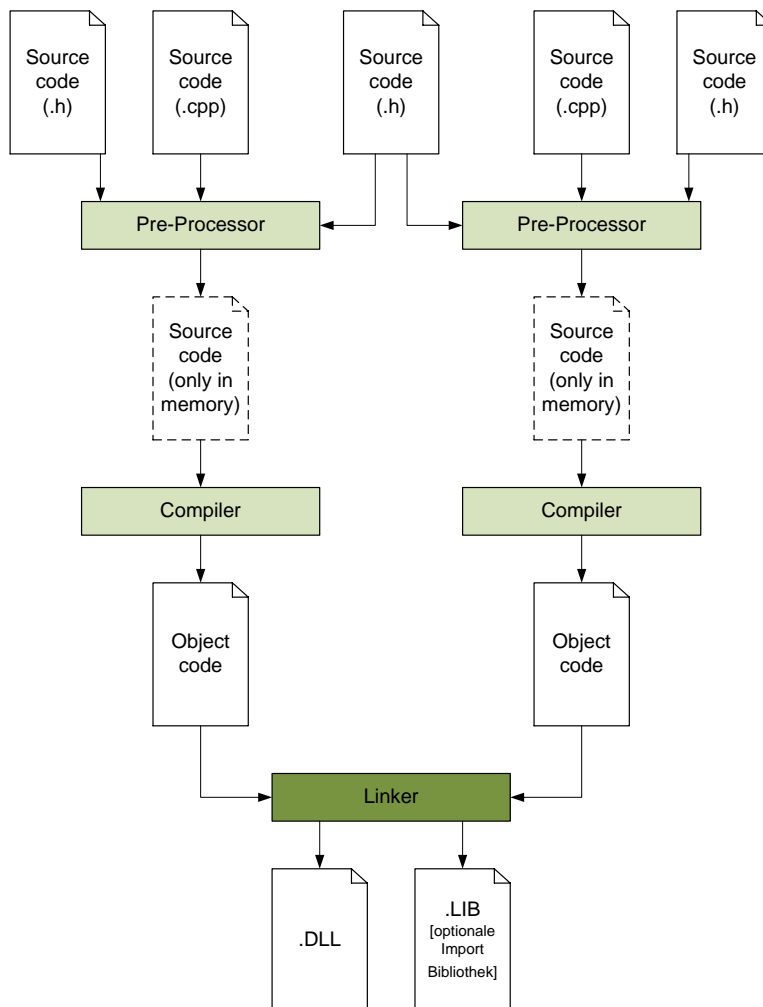 Source
code
(.h)
Source
code
(.cpp)
Source
code
(.h)
Source
code
(.cpp)
Source
code
(.h)
Pre-Processor
Pre-Processor
Source
code
(only in
memory)
Source
code
(only in
memory)
Compiler
Compiler
Object
code
Object
code
Linker
.DLL
.LIB
[optionale
Import
Bibliothek]